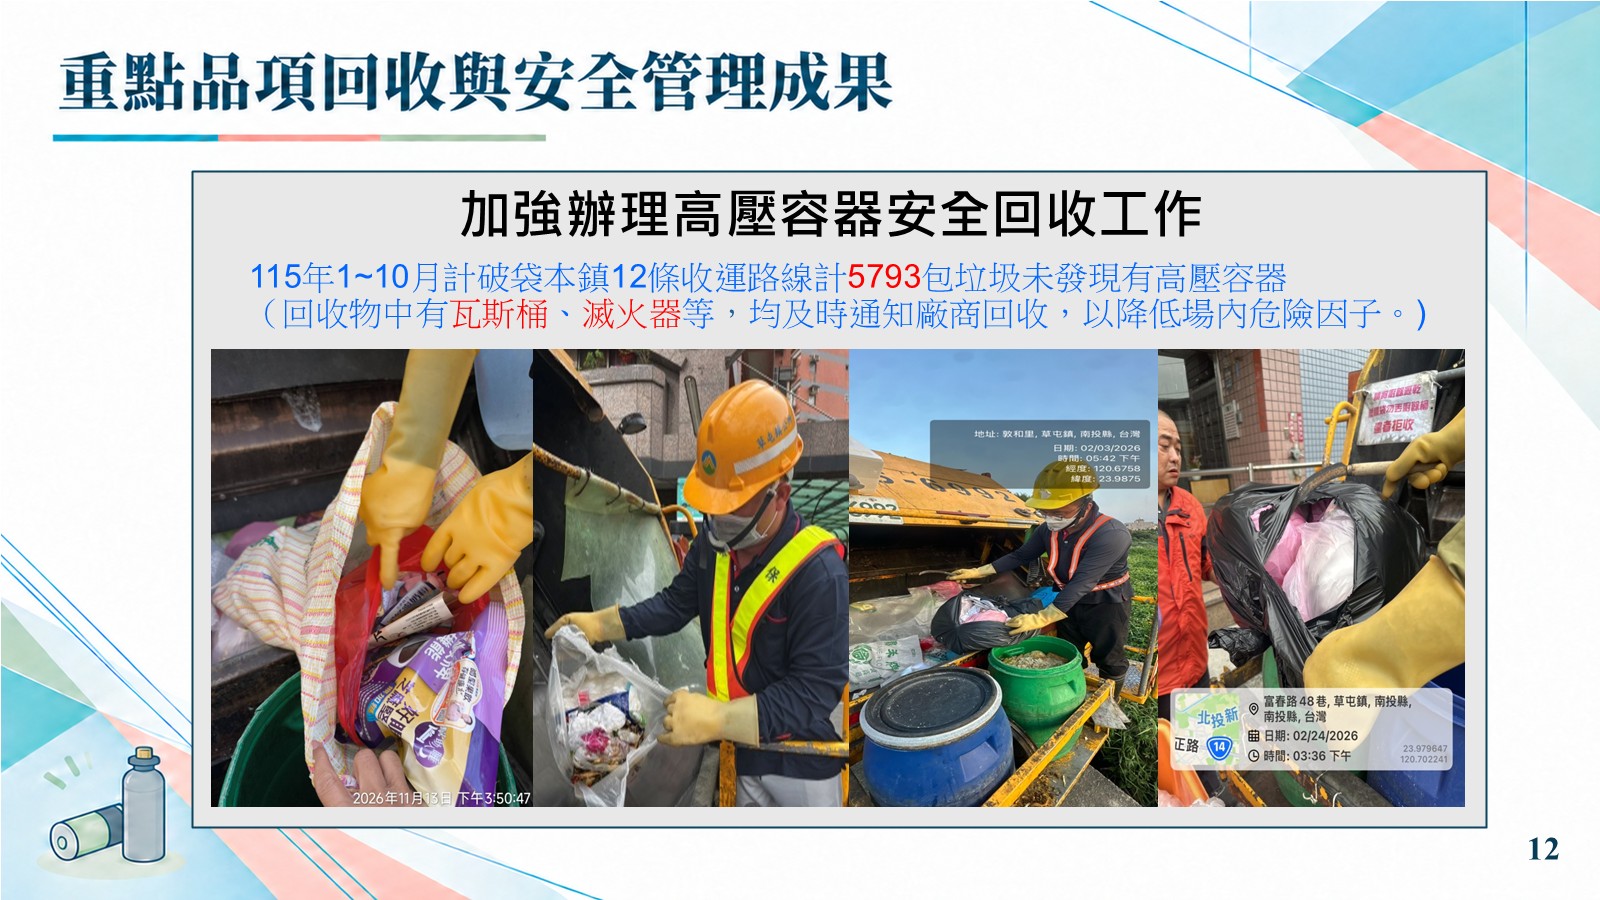 重點品項回收與安全管理成果
加強辦理高壓容器安全回收工作
115年1~10月計破袋本鎮12條收運路線計5793包垃圾未發現有高壓容器
（回收物中有瓦斯桶、滅火器等，均及時通知廠商回收，以降低場內危險因子。)
2026年11月13日 下午3:50:47
保
地址: 敦和里, 草屯鎮, 南投縣, 台灣
日期: 02/03/2026
時間: 05:42 下午
經度: 120.6758
緯度: 23.9875
富春路48巷, 草屯鎮, 南投縣,
南投縣, 台灣
日期: 02/24/2026
時間: 03:36 下午
23.979647
120.702241
北投新
正路
14
12